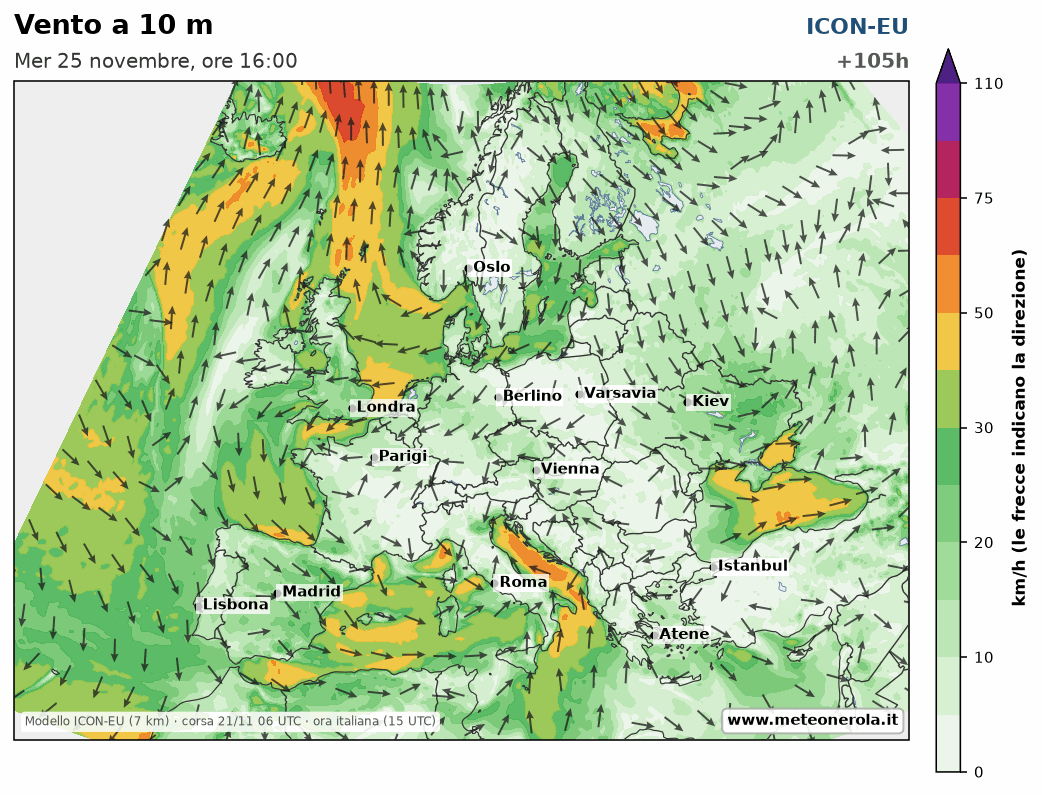 Vento a 10 m
ICON-EU
Mer 25 novembre, ore 16:00
+105h
Oslo
Berlino
Varsavia
Londra
Kiev
Parigi
Vienna
Istanbul
Roma
Madrid
Lisbona
Atene
Modello ICON-EU (7 km) · corsa 21/11 06 UTC · ora italiana (15 UTC)
www.meteonerola.it
110
75
50
30
20
10
0
km/h (le frecce indicano la direzione)